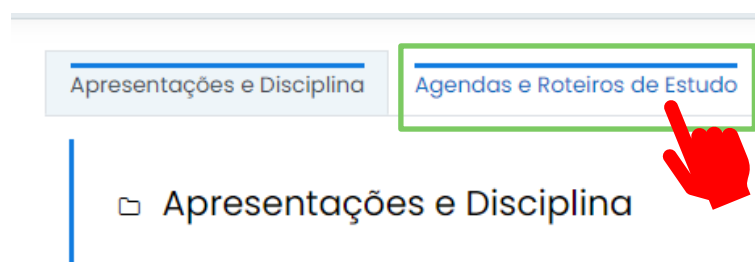 Apresentações e Disciplina
Agendas e Roteiros de Estudo
Apresentações e Disciplina